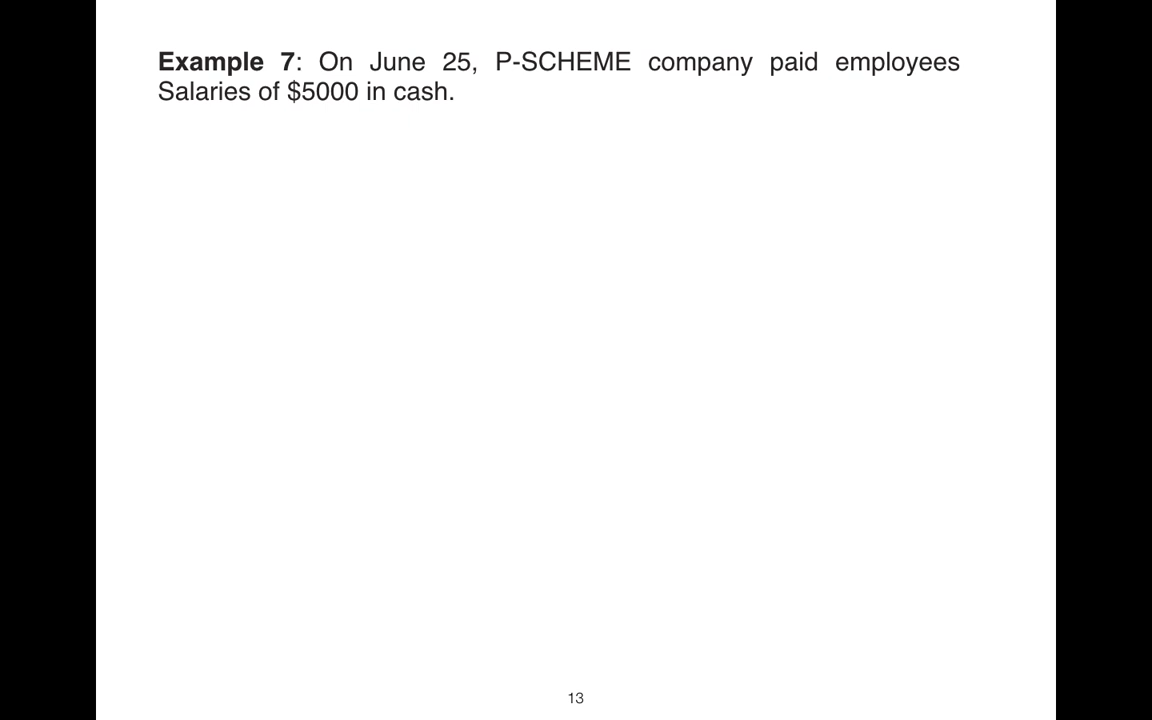 Example 7: On June 25, P-SCHEME company paid employees
Salaries of $5000 in cash.
13